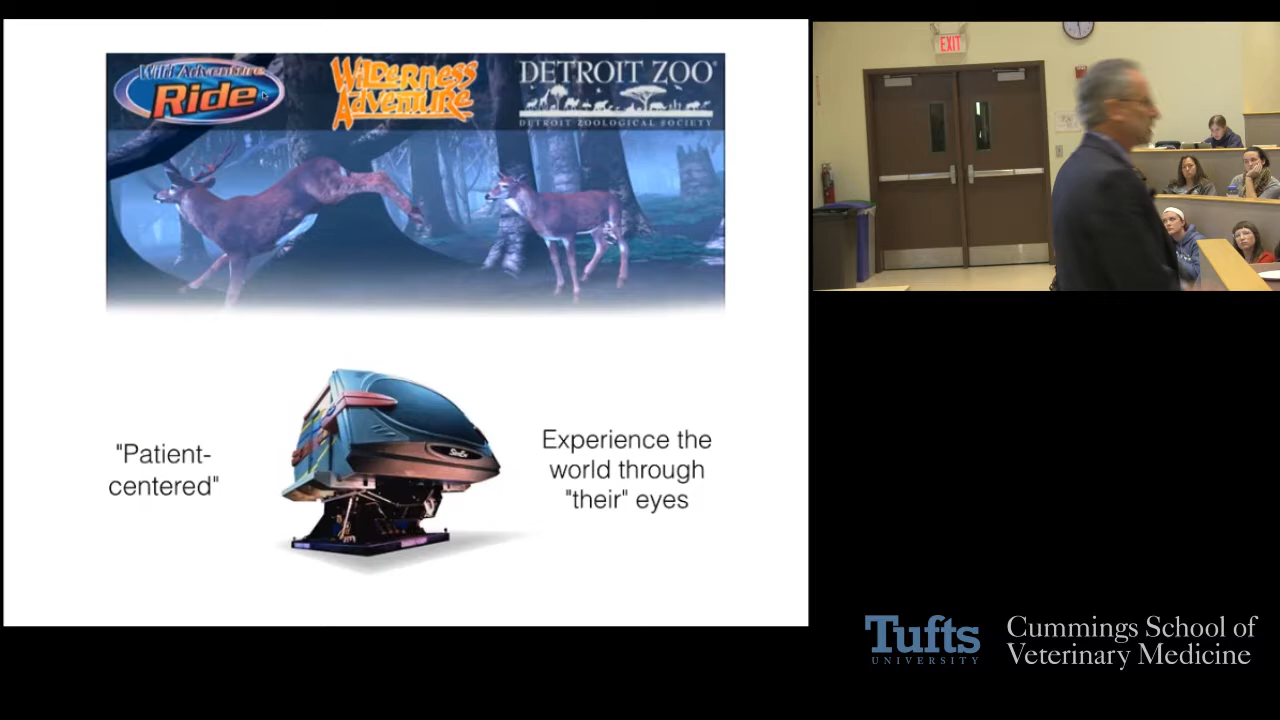 Wild Adventure
Ride
WILDERNESS
ADVENTURE
DETROIT ZOO
DETROIT ZOOLOGICAL SOCIETY
"Patient-
centered"
Experience the
world through
"their" eyes
EXIT
Tufts
UNIVERSITY
Cummings School of
Veterinary Medicine